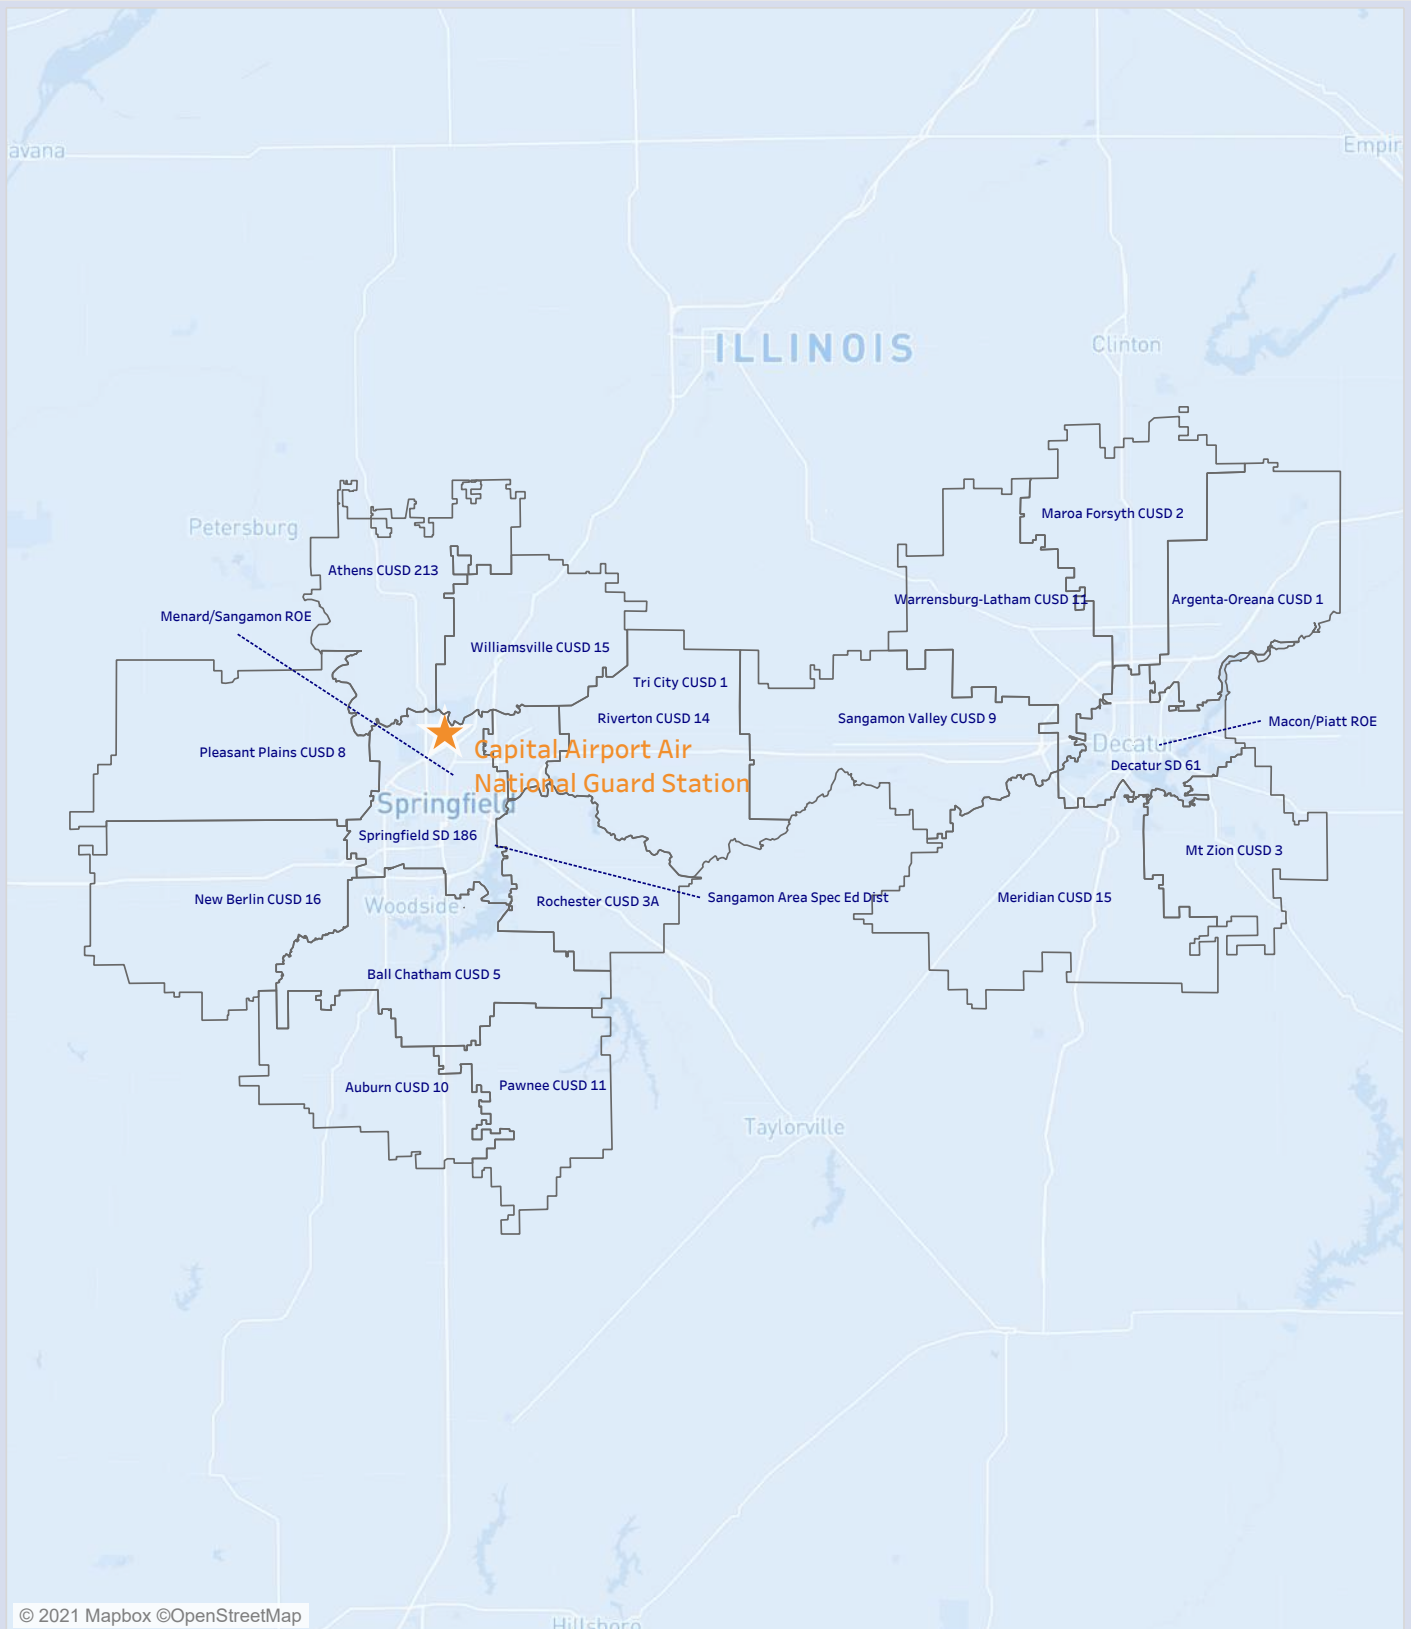 avana
Empir
ILLINOIS
Clinton
Petersburg
Maroa Forsyth CUSD 2
Athens CUSD 213
Warrensburg-Latham CUSD 11
Argenta-Oreana CUSD 1
Menard/Sangamon ROE
Williamsville CUSD 15
Tri City CUSD 1
Riverton CUSD 14
Sangamon Valley CUSD 9
Macon/Piatt ROE
Pleasant Plains CUSD 8
Capital Airport Air
National Guard Station
Decatur
Decatur SD 61
Springfield
Springfield SD 186
Mt Zion CUSD 3
New Berlin CUSD 16
Woodside
Rochester CUSD 3A
Sangamon Area Spec Ed Dist
Meridian CUSD 15
Ball Chatham CUSD 5
Auburn CUSD 10
Pawnee CUSD 11
Taylorville
© 2021 Mapbox ©OpenStreetMap
Hillsboro